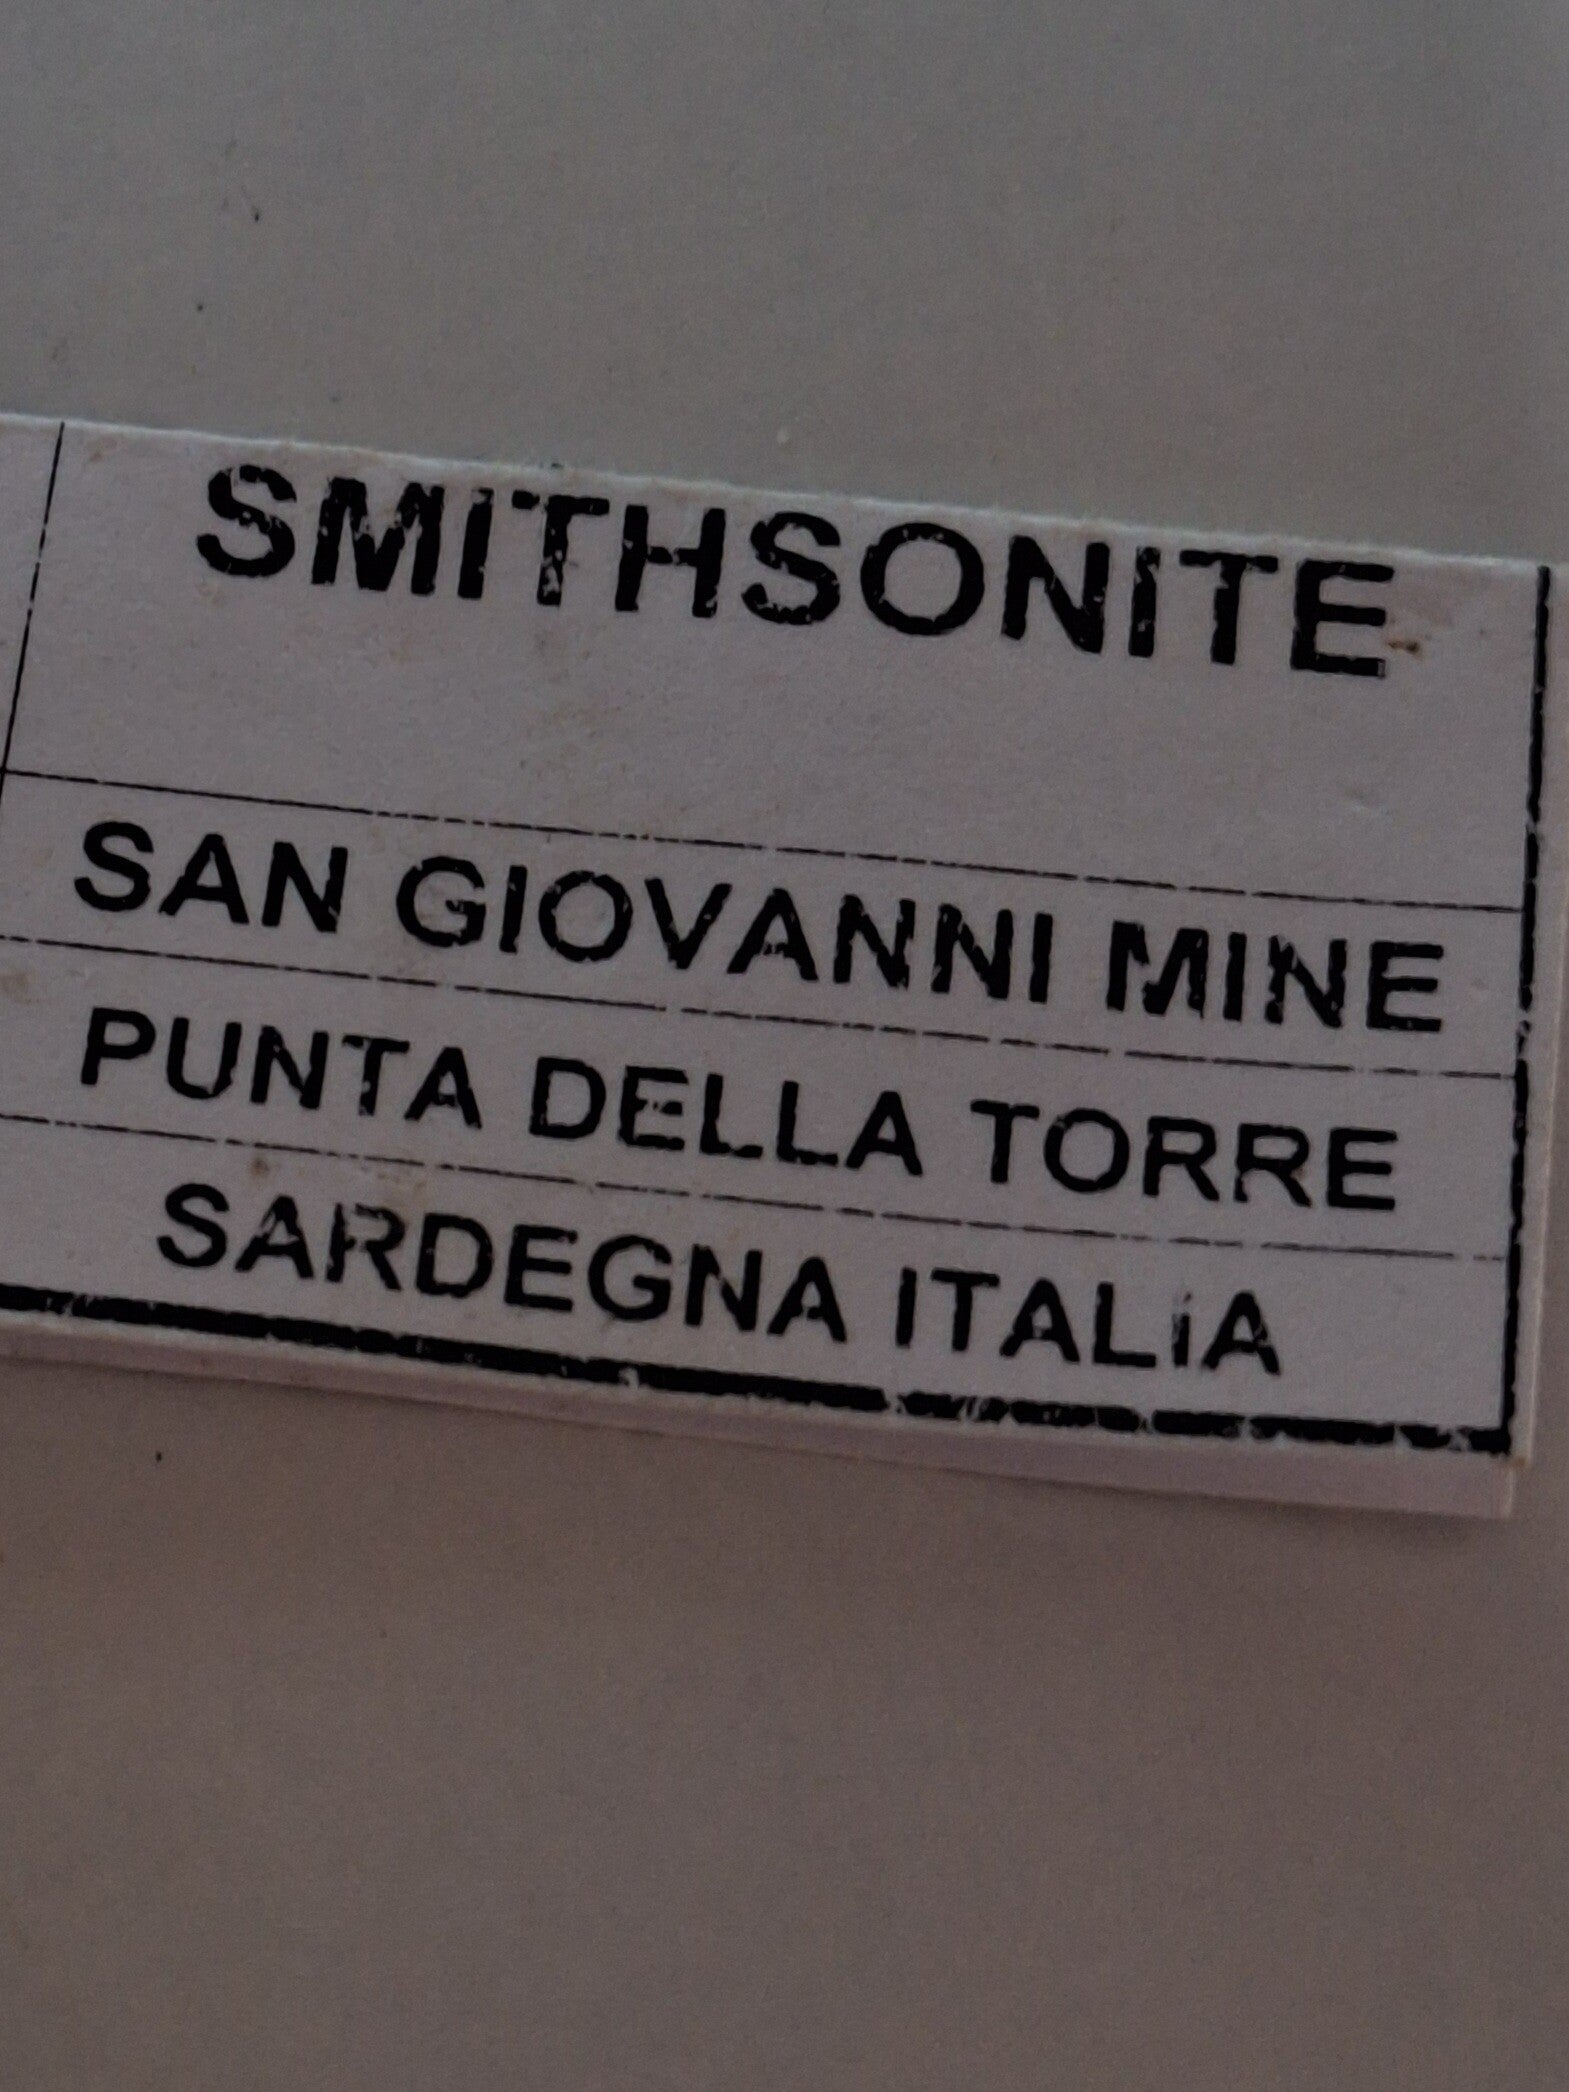 SMITHSONITE
SAN GIOVANNI MINE
PUNTA DELLA TORRE
SARDEGNA ITALiA